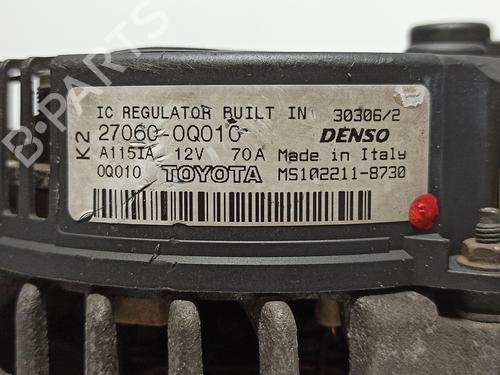 B-PARTS
IC REGULATOR BUILT IN 30306/2
K2
27060-0Q010 DENSO
A115IA 12V 70A Made in Italy
0Q010 TOYOTA MS102211-8730